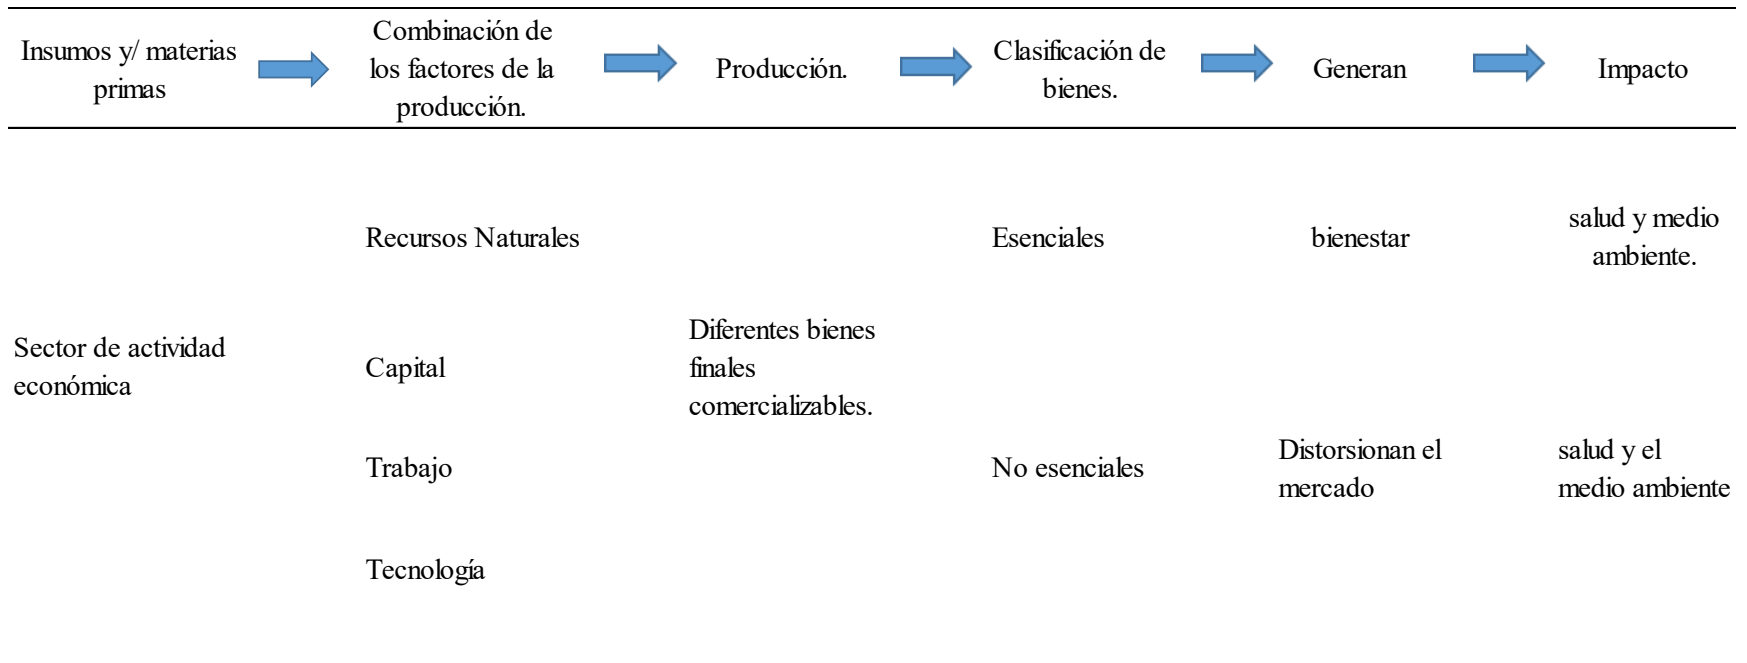 Insumos y/ materias
primas
Combinación de
los factores de la
producción.
Producción.
Clasificación de
bienes.
Generan
Impacto
Sector de actividad
económica
Recursos Naturales
Capital
Trabajo
Tecnología
Diferentes bienes
finales
comercializables.
Esenciales
bienestar
salud y medio
ambiente.
No esenciales
Distorsionan el
mercado
salud y el
medio ambiente